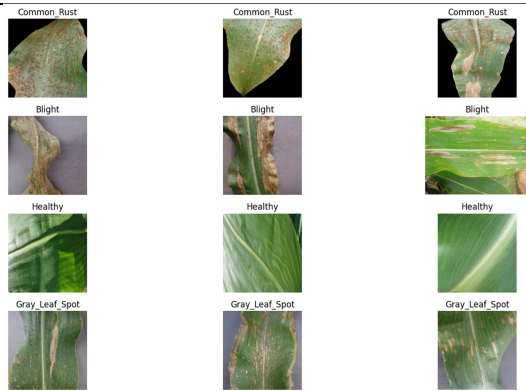 Common_Rust Common_Rust Common_Rust
Blight Blight Blight
Healthy Healthy Healthy
Gray_Leaf_Spot Gray_Leaf_Spot Gray_Leaf_Spot